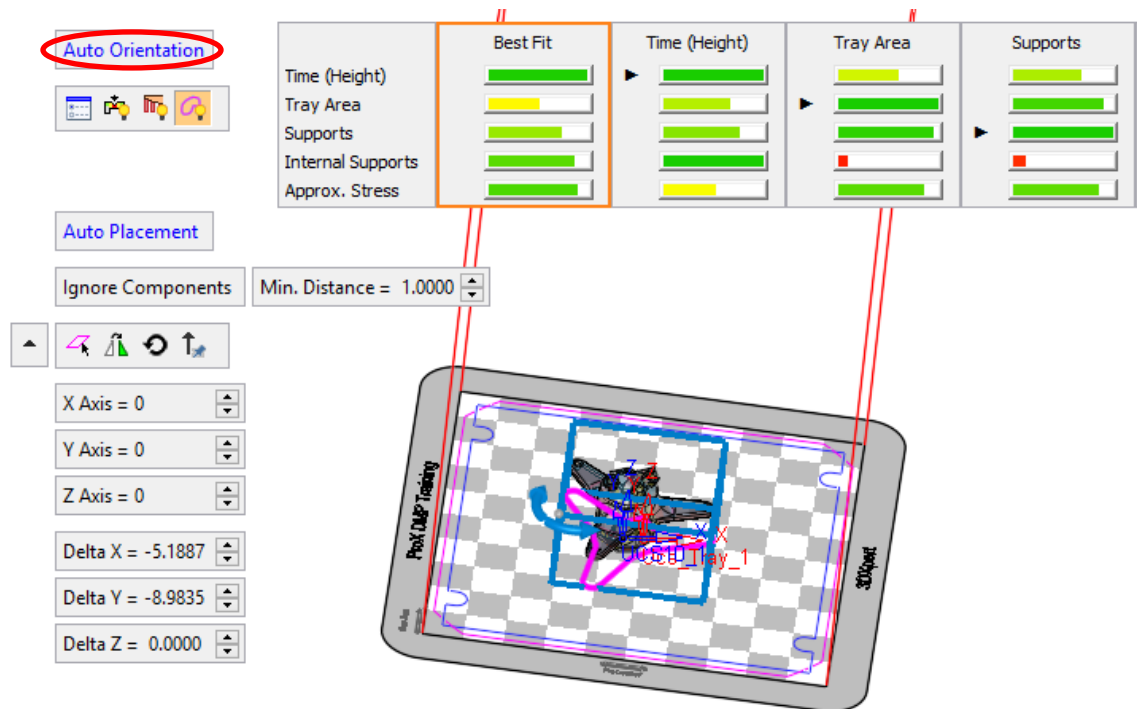 Auto Orientation
Best Fit Time (Height) Tray Area Supports
Time (Height)
Tray Area
Supports
Internal Supports
Approx. Stress
Auto Placement
Ignore Components Min. Distance = 1.0000
X Axis = 0
Y Axis = 0
Z Axis = 0
Delta X = -5.1887
Delta Y = -8.9835
Delta Z = 0.0000
ProX DMP Training
Z Z
X X
Tray_1
3DXpert